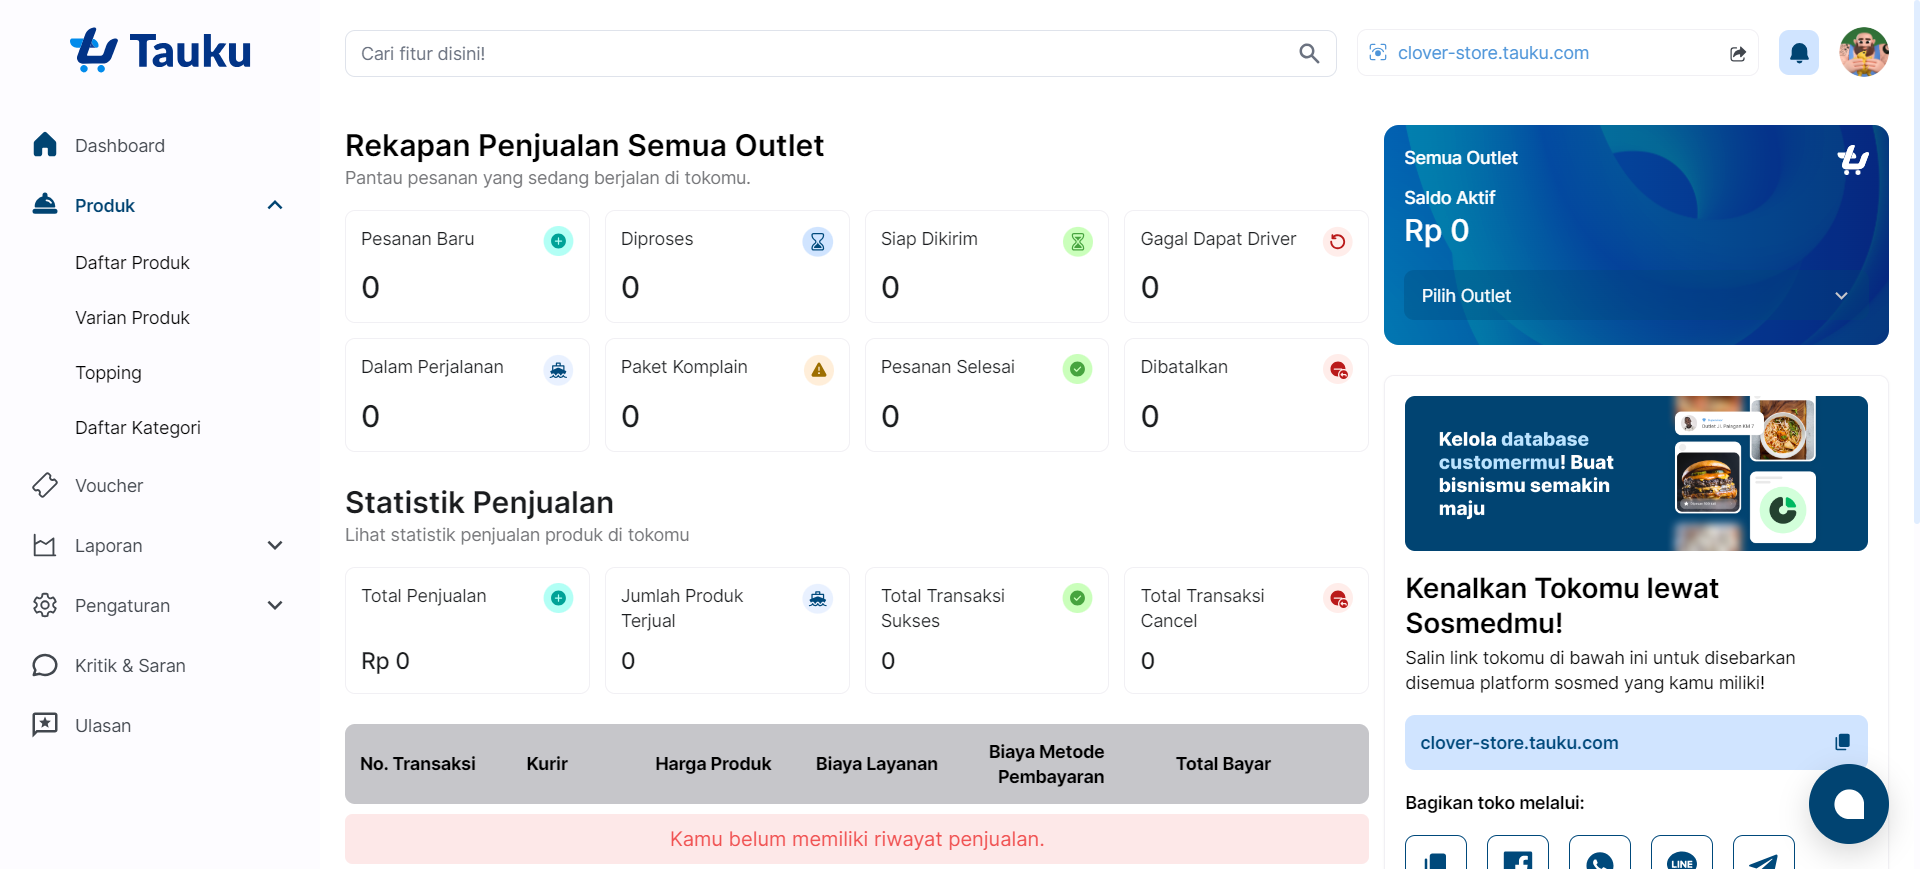 Tauku
Cari fitur disini!
clover-store.tauku.com
Dashboard
Produk
Daftar Produk
Varian Produk
Topping
Daftar Kategori
Voucher
Laporan
Pengaturan
Kritik & Saran
Ulasan
Rekapan Penjualan Semua Outlet
Pantau pesanan yang sedang berjalan di tokomu.
Pesanan Baru
0
Diproses
0
Siap Dikirim
0
Gagal Dapat Driver
0
Dalam Perjalanan
0
Paket Komplain
0
Pesanan Selesai
0
Dibatalkan
0
Statistik Penjualan
Lihat statistik penjualan produk di tokomu
Total Penjualan
Rp 0
Jumlah Produk
Terjual
0
Total Transaksi
Sukses
0
Total Transaksi
Cancel
0
No. Transaksi Kurir Harga Produk Biaya Layanan Biaya Metode Pembayaran Total Bayar
Kamu belum memiliki riwayat penjualan.
Semua Outlet
Saldo Aktif
Rp 0
Pilih Outlet
Kelola database
customermu! Buat
bisnismu semakin
maju
Kenalkan Tokomu lewat
Sosmedmu!
Salin link tokomu di bawah ini untuk disebarkan
disemua platform sosmed yang kamu miliki!
clover-store.tauku.com
Bagikan toko melalui:
LINE